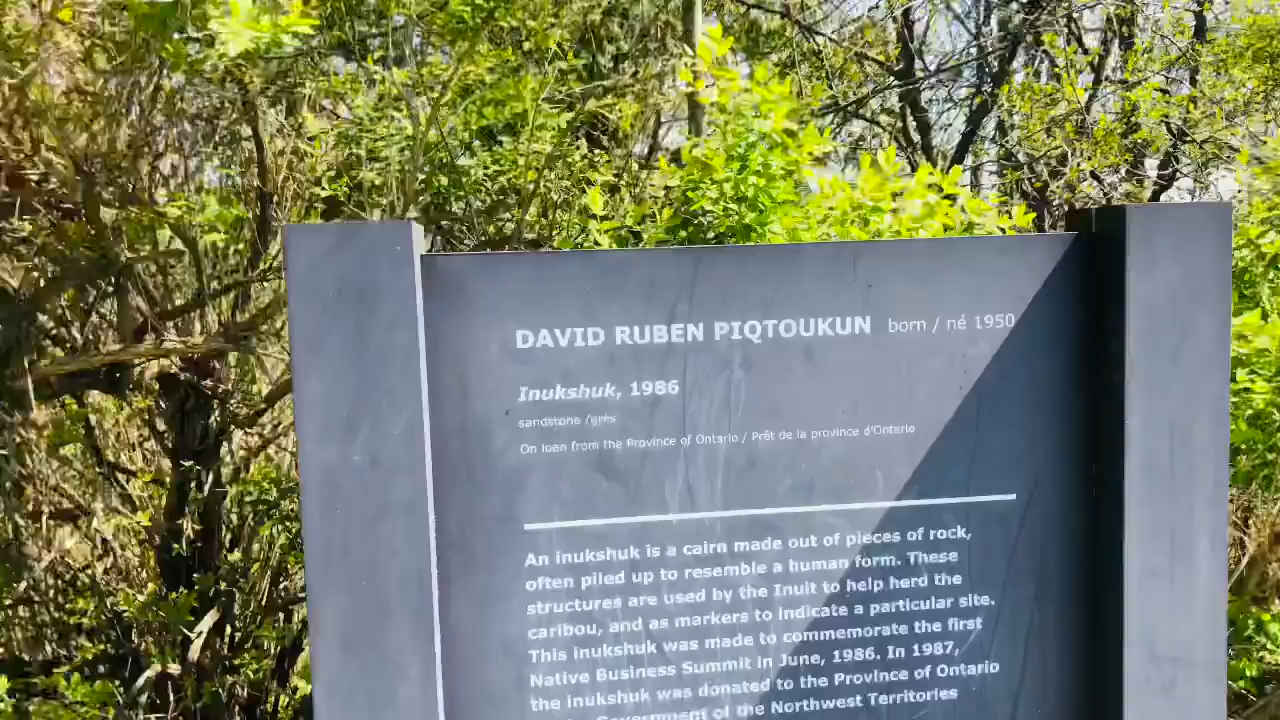 DAVID RUBEN PIQTOUKUN born / né 1950
Inukshuk, 1986
sandstone / grès
On loan from the Province of Ontario / Prêt de la province d'Ontario
An inukshuk is a cairn made out of pieces of rock,
often piled up to resemble a human form. These
structures are used by the Inuit to help herd the
caribou, and as markers to indicate a particular site.
This inukshuk was made to commemorate the first
Native Business Summit in June, 1986. In 1987,
the inukshuk was donated to the Province of Ontario
Government of the Northwest Territories